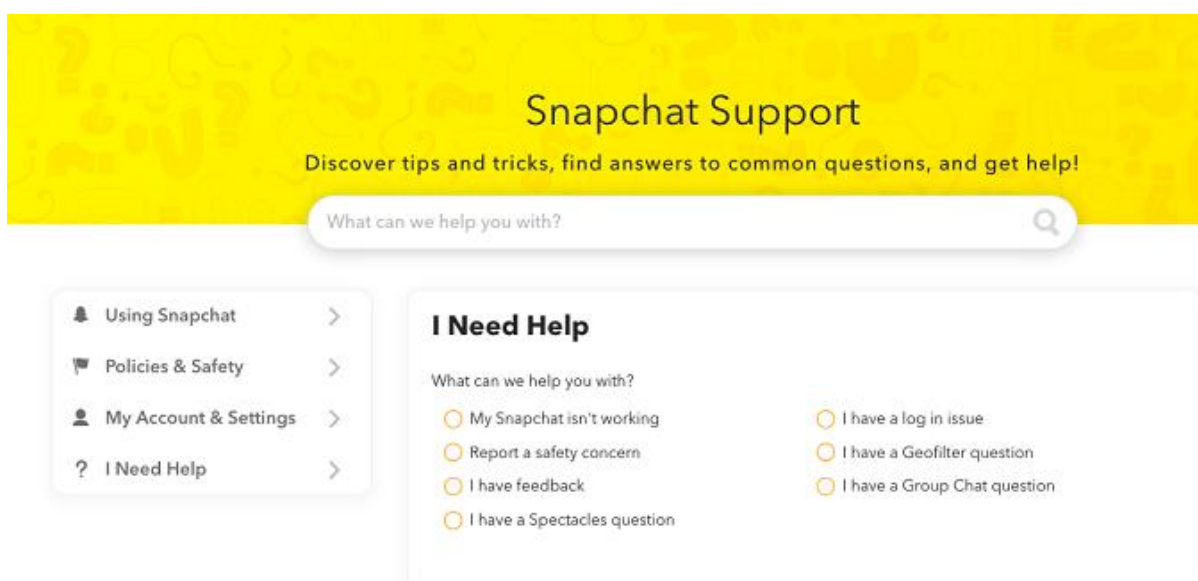 Snapchat Support
Discover tips and tricks, find answers to common questions, and get help!
What can we help you with?
Using Snapchat
Policies & Safety
My Account & Settings
? I Need Help
I Need Help
What can we help you with?
My Snapchat isn't working
Report a safety concern
I have feedback
I have a Spectacles question
I have a log in issue
I have a Geofilter question
I have a Group Chat question